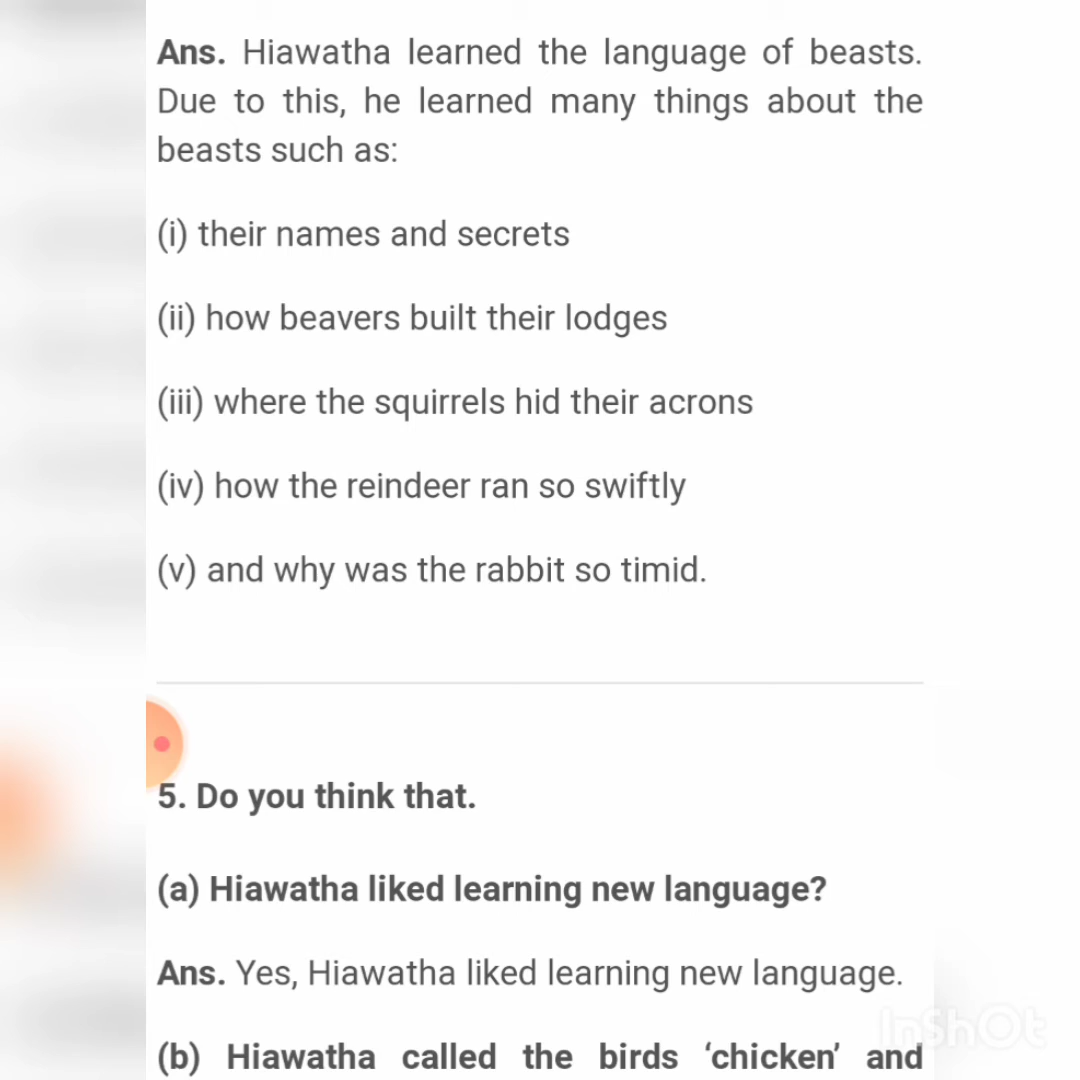 Ans. Hiawatha learned the language of beasts.
Due to this, he learned many things about the
beasts such as:
(i) their names and secrets
(ii) how beavers built their lodges
(iii) where the squirrels hid their acrons
(iv) how the reindeer ran so swiftly
(v) and why was the rabbit so timid.
5. Do you think that.
(a) Hiawatha liked learning new language?
Ans. Yes, Hiawatha liked learning new language.
InShOt
(b) Hiawatha called the birds ‘chicken’ and